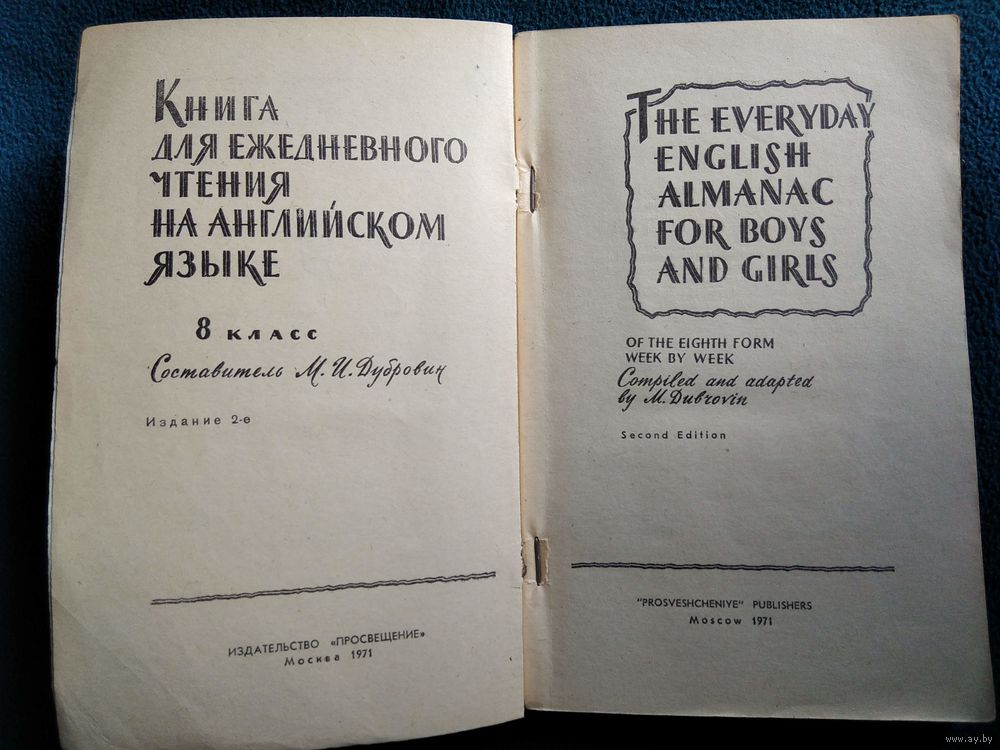 Книга
для ежедневного
чтения
на английском
языке
8 класс
Составитель М. И. Дубровин
Издание 2-е
ИЗДАТЕЛЬСТВО «ПРОСВЕЩЕНИЕ»
Москва 1971
THE EVERYDAY
ENGLISH
ALMANAC
FOR BOYS
AND GIRLS
OF THE EIGHTH FORM
WEEK BY WEEK
Compiled and adapted
by M. Dubrovin
Second Edition
"PROSVESHCHENIYE" PUBLISHERS
Moscow 1971
www.ay.by